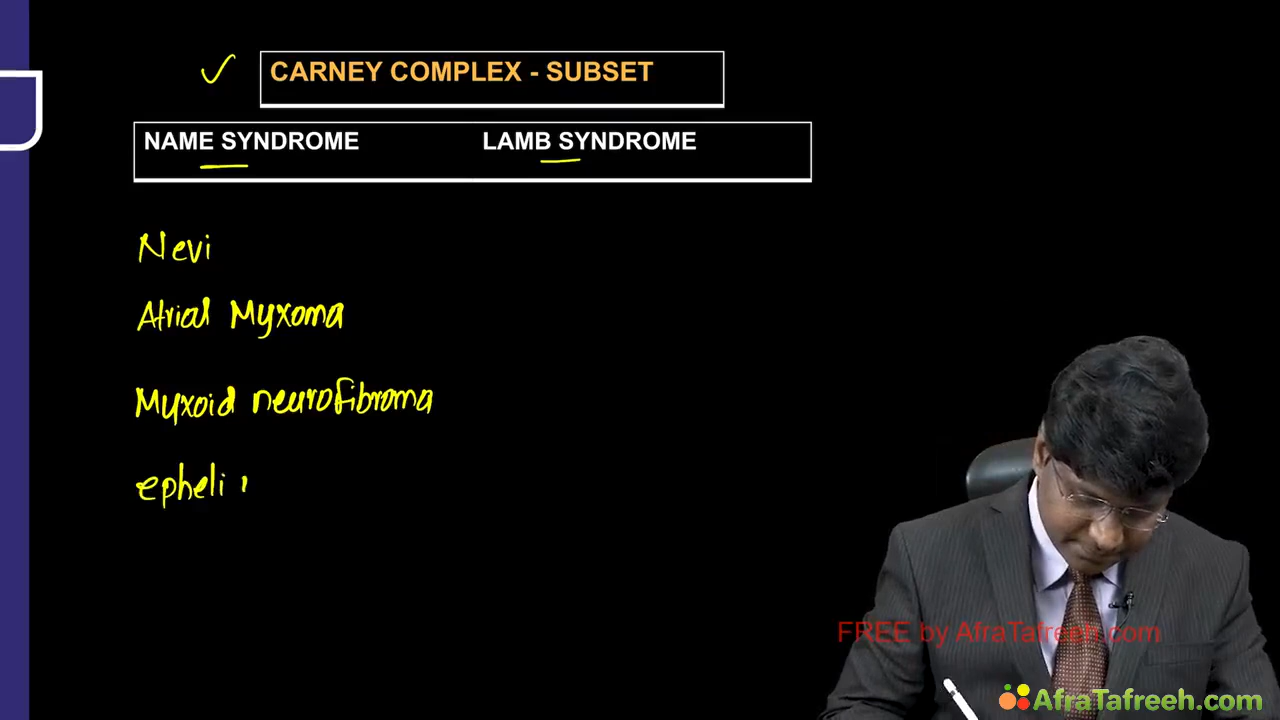 CARNEY COMPLEX - SUBSET
NAME SYNDROME LAMB SYNDROME
Nevi
Atrial Myxoma
Myxoid neurofibroma
epheli
FREE by AfraTafreeh.com
AfraTafreeh.com